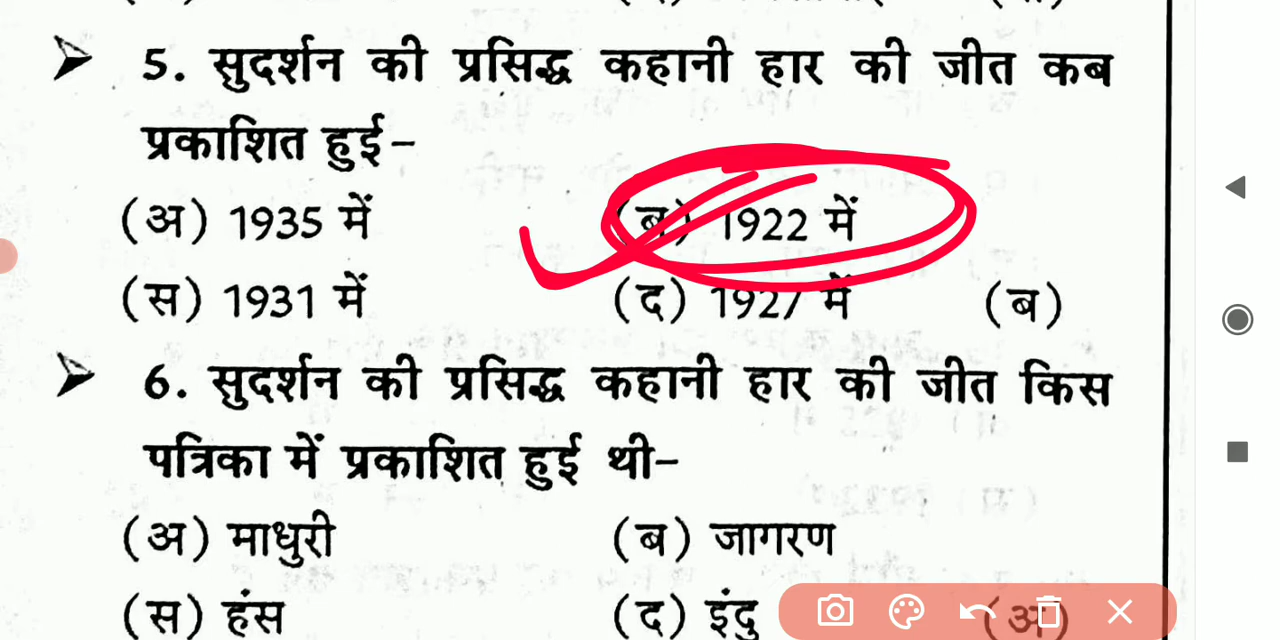 5. सुदर्शन की प्रसिद्ध कहानी हार की जीत कब
प्रकाशित हुई-
(अ) 1935 में (ब) 1922 में
(स) 1931 में (द) 1927 में (ब)
6. सुदर्शन की प्रसिद्ध कहानी हार की जीत किस
पत्रिका में प्रकाशित हुई थी-
(अ) माधुरी (ब) जागरण
(स) हंस (द) इंदु (अ)